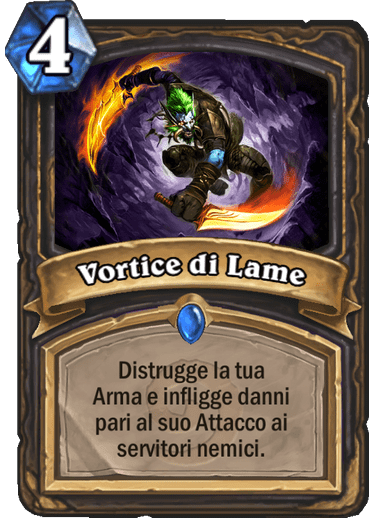 4
Vortice di Lame
Distrugge la tua
Arma e infligge danni
pari al suo Attacco ai
servitori nemici.